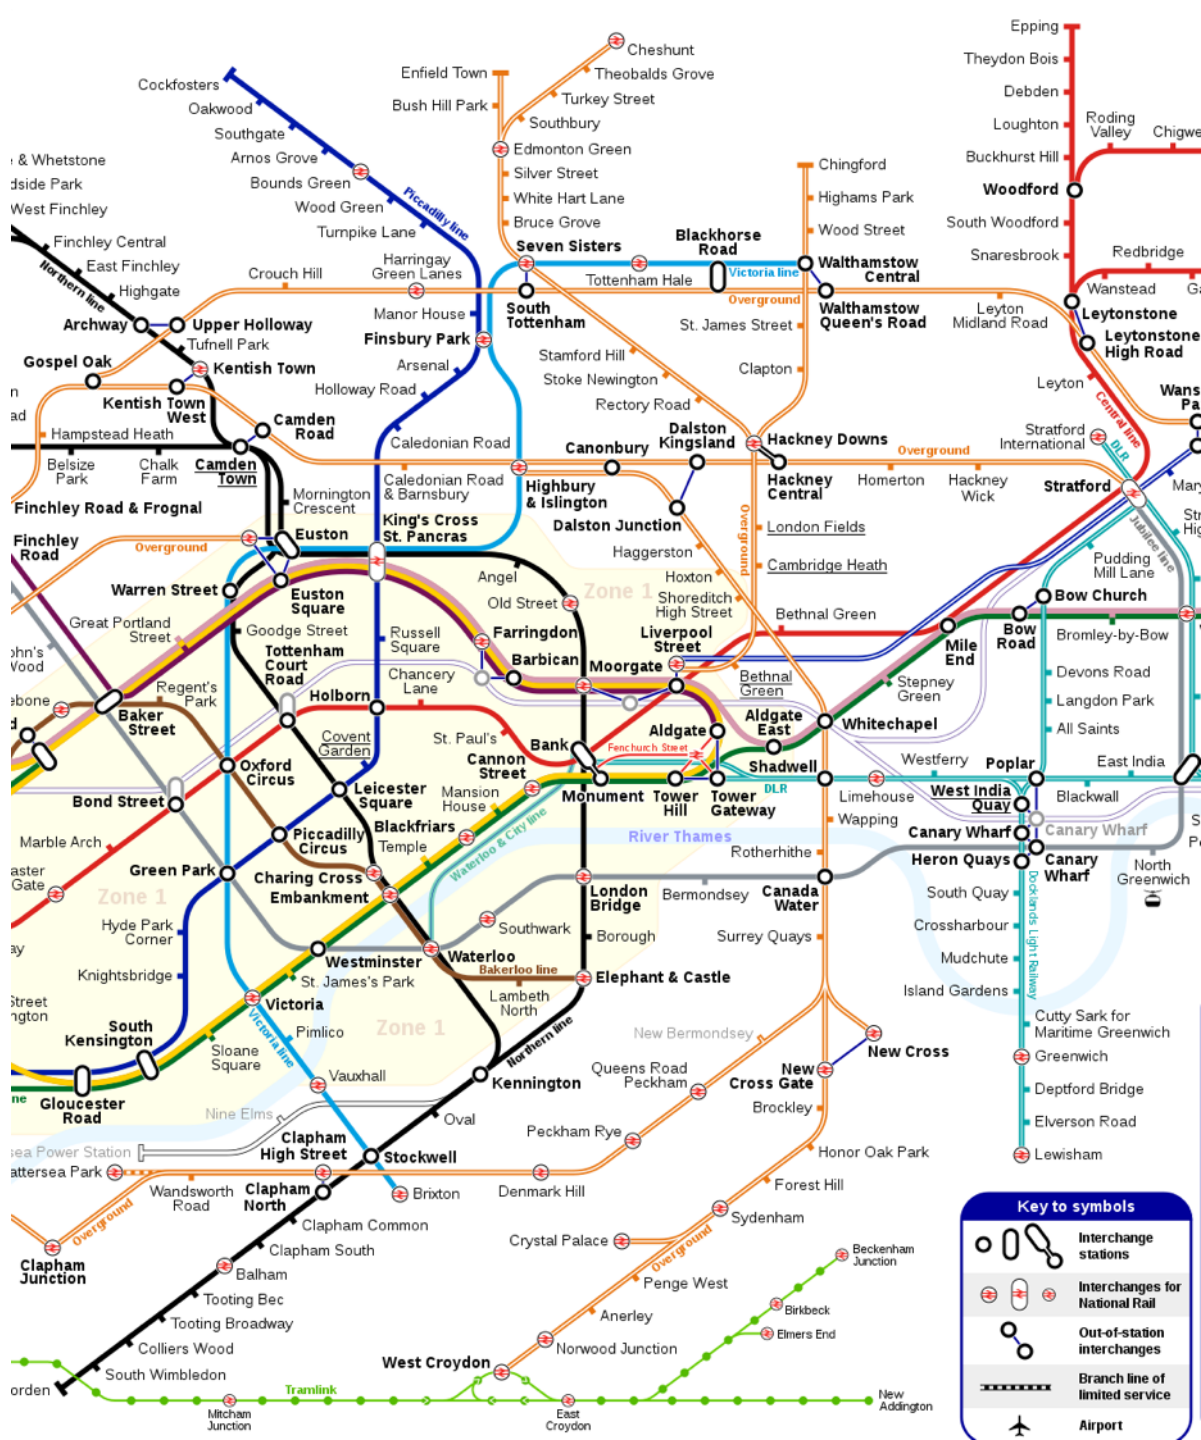 Epping
Cheshunt
Theydon Bois
Enfield Town
Theobalds Grove
Cockfosters
Debden
Bush Hill Park
Turkey Street
Oakwood
Roding
Valley
Southbury
Loughton
Southgate
Edmonton Green
Arnos Grove
Buckhurst Hill
& Whetstone
Chingford
Silver Street
Bounds Green
Woodford
Piccadilly line
White Hart Lane
Highams Park
Wood Green
West Finchley
Bruce Grove
South Woodford
Turnpike Lane
Wood Street
Blackhorse
Road
Finchley Central
Seven Sisters
Snaresbrook
Redbridge
Harringay
Green Lanes
Walthamstow
Central
East Finchley
Crouch Hill
Victoria line
Tottenham Hale
Northern line
Highgate
Wanstead
Overground
South
Tottenham
Leyton
Midland Road
Leytonstone
Manor House
Walthamstow
Queen's Road
Archway
Upper Holloway
St. James Street
Finsbury Park
Leytonstone
High Road
Tufnell Park
Stamford Hill
Gospel Oak
Kentish Town
Arsenal
Clapton
Stoke Newington
Leyton
Holloway Road
Kentish Town
West
Rectory Road
Central line
Camden
Road
Dalston
Kingsland
Stratford
International
Hampstead Heath
Caledonian Road
Canonbury
Hackney Downs
DLR
Overground
Belsize
Park
Chalk
Farm
Camden
Town
Caledonian Road
& Barnsbury
Highbury
& Islington
Hackney
Central
Homerton
Hackney
Wick
Stratford
Mornington
Crescent
Finchley Road & Frognal
Dalston Junction
Jubilee line
King's Cross
St. Pancras
Euston
Overground
London Fields
Finchley
Road
Haggerston
Overground
Pudding
Mill Lane
Angel
Cambridge Heath
Hoxton
Zone 1
Warren Street
Euston
Square
Old Street
Shoreditch
High Street
Bow Church
Bethnal Green
Great Portland
Street
Goodge Street
Russell
Square
Farringdon
Liverpool
Street
Bow
Road
Bromley-by-Bow
Tottenham
Court
Road
Mile
End
Barbican
Moorgate
Devons Road
Chancery
Lane
Bethnal
Green
Stepney
Green
Regent's
Park
Holborn
Langdon Park
Baker
Street
Aldgate
East
Whitechapel
Aldgate
All Saints
Covent
Garden
St. Paul's
Bank
Fenchurch Street
Oxford
Circus
Cannon
Street
Shadwell
Westferry
Poplar
East India
Leicester
Square
Mansion
House
Monument
Tower
Hill
Tower
Gateway
DLR
Limehouse
West India
Quay
Blackwall
Bond Street
Blackfriars
Wapping
Piccadilly
Circus
Temple
Waterloo & City line
River Thames
Canary Wharf
Canary Wharf
Marble Arch
Rotherhithe
Heron Quays
Canary
Wharf
Green Park
Charing Cross
North
Greenwich
Gate
Embankment
London
Bridge
Bermondsey
Canada
Water
South Quay
Zone 1
Docklands Light Railway
Southwark
Hyde Park
Corner
Borough
Surrey Quays
Crossharbour
Westminster
Waterloo
Mudchute
Knightsbridge
Bakerloo line
Elephant & Castle
St. James's Park
Lambeth
North
Island Gardens
Victoria
Cutty Sark for
Maritime Greenwich
South
Kensington
Victoria line
Pimlico
Zone 1
Northern line
New Bermondsey
Sloane
Square
New Cross
Greenwich
Vauxhall
Kennington
Queens Road
Peckham
New
Cross Gate
Deptford Bridge
Gloucester
Road
Nine Elms
Brockley
Oval
Elverson Road
Peckham Rye
Clapham
High Street
Power Station
Stockwell
Honor Oak Park
Lewisham
Wandsworth
Road
Clapham
North
Brixton
Denmark Hill
Forest Hill
Overground
Clapham Common
Sydenham
Crystal Palace
Clapham
Junction
Clapham South
Overground
Beckenham
Junction
Balham
Penge West
Tooting Bec
Birkbeck
Anerley
Tooting Broadway
Elmers End
Colliers Wood
Norwood Junction
West Croydon
South Wimbledon
Tramlink
Mitcham
Junction
East
Croydon
New
Addington
Key to symbols
Interchange
stations
Interchanges for
National Rail
Out-of-station
interchanges
Branch line of
limited service
Airport